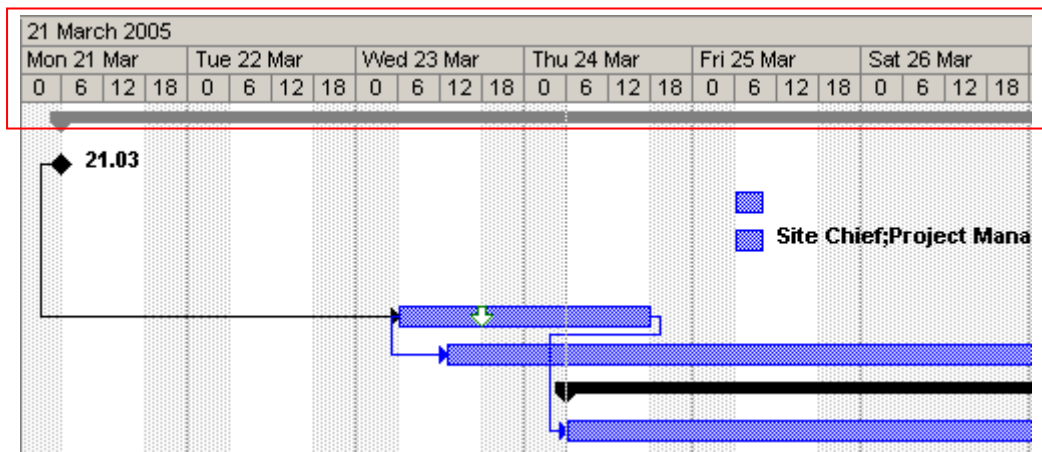 21 March 2005
Mon 21 Mar Tue 22 Mar Wed 23 Mar Thu 24 Mar Fri 25 Mar Sat 26 Mar
0 6 12 18 0 6 12 18 0 6 12 18 0 6 12 18 0 6 12 18 0 6 12 18
21.03
Site Chief;Project Mana